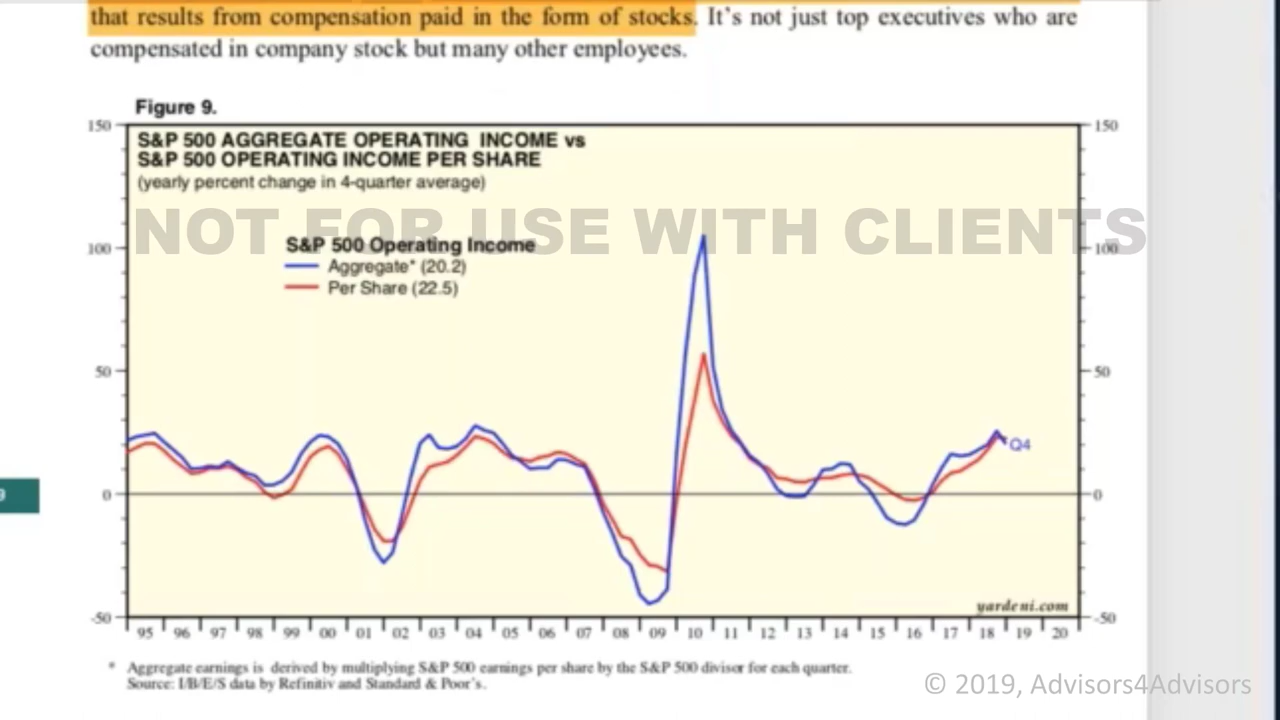 that results from compensation paid in the form of stocks. It's not just top executives who are
compensated in company stock but many other employees.
Figure 9.
S&P 500 AGGREGATE OPERATING INCOME vs
S&P 500 OPERATING INCOME PER SHARE
(yearly percent change in 4-quarter average)
NOT FOR USE WITH CLIENTS
S&P 500 Operating Income
Aggregate* (20.2)
Per Share (22.5)
150 150
100 100
50 50
Q4
9
0 0
yardeni.com
-50 -50
95 96 97 98 99 00 01 02 03 04 05 06 07 08 09 10 11 12 13 14 15 16 17 18 19 20
* Aggregate earnings is derived by multiplying S&P 500 earnings per share by the S&P 500 divisor for each quarter.
Source: I/B/E/S data by Refinitiv and Standard & Poor's.
© 2019, Advisors4Advisors